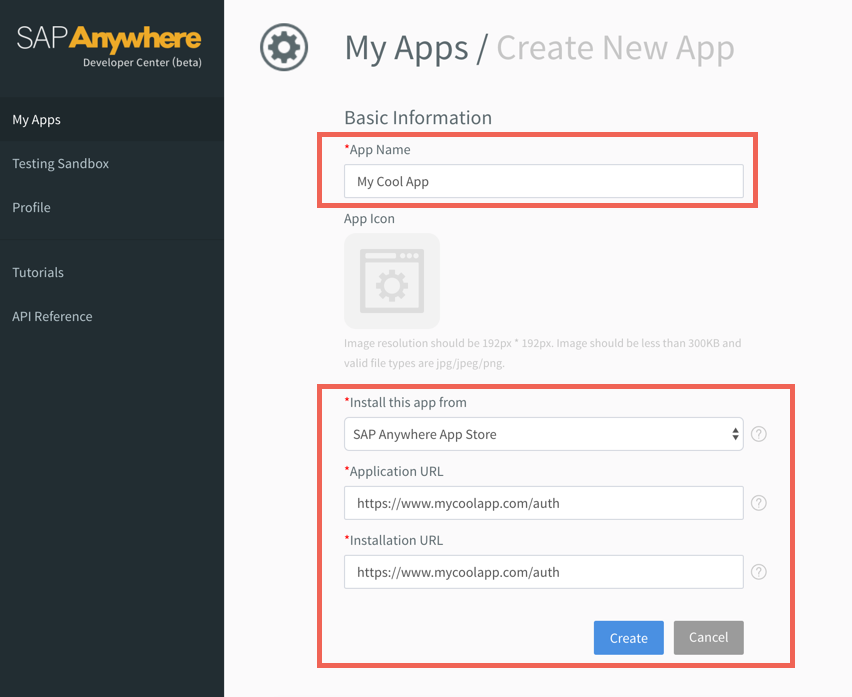 SAP Anywhere
Developer Center (beta)
My Apps
Testing Sandbox
Profile
Tutorials
API Reference
My Apps / Create New App
Basic Information
*App Name
My Cool App
App Icon
Image resolution should be 192px * 192px. Image should be less than 300KB and
valid file types are jpg/jpeg/png.
*Install this app from
SAP Anywhere App Store
?
*Application URL
https://www.mycoolapp.com/auth
?
*Installation URL
https://www.mycoolapp.com/auth
?
Create Cancel